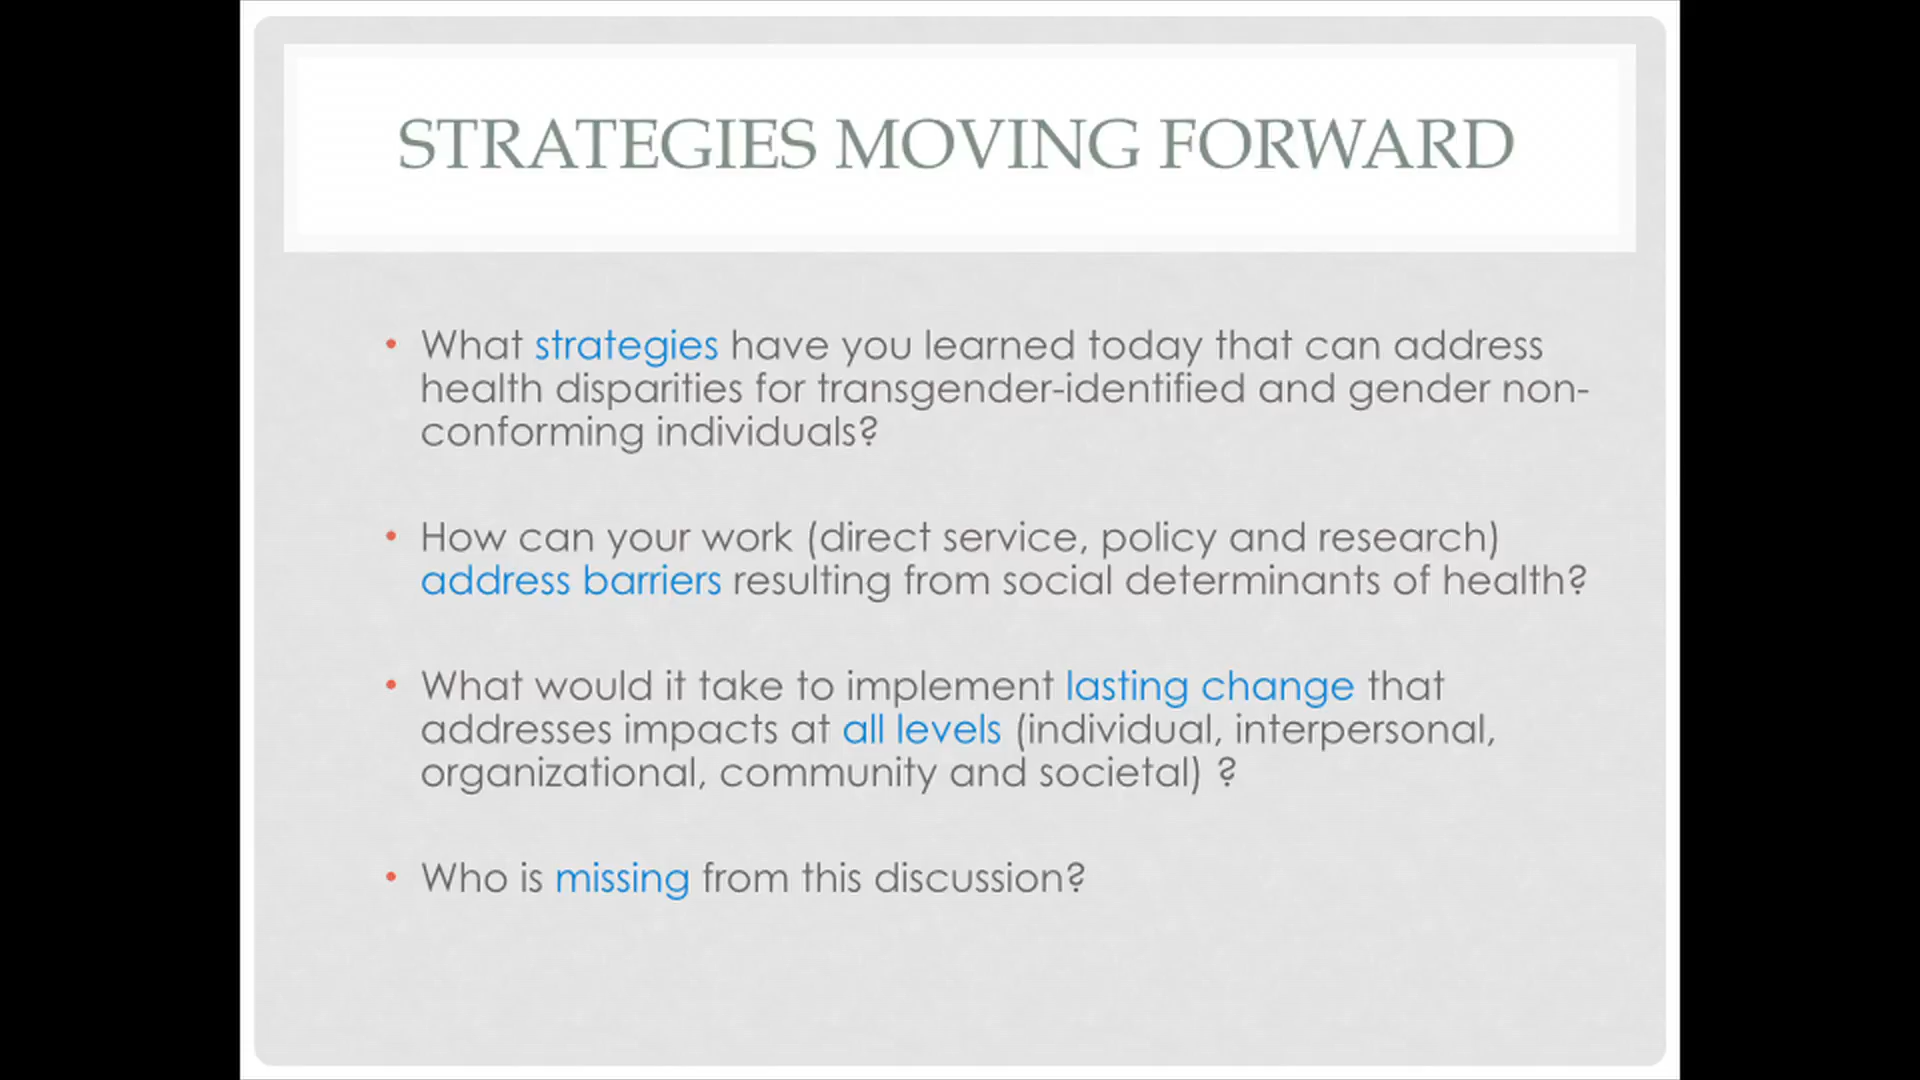 STRATEGIES MOVING FORWARD
• What strategies have you learned today that can address
health disparities for transgender-identified and gender non-
conforming individuals?
• How can your work (direct service, policy and research)
address barriers resulting from social determinants of health?
• What would it take to implement lasting change that
addresses impacts at all levels (individual, interpersonal,
organizational, community and societal) ?
• Who is missing from this discussion?